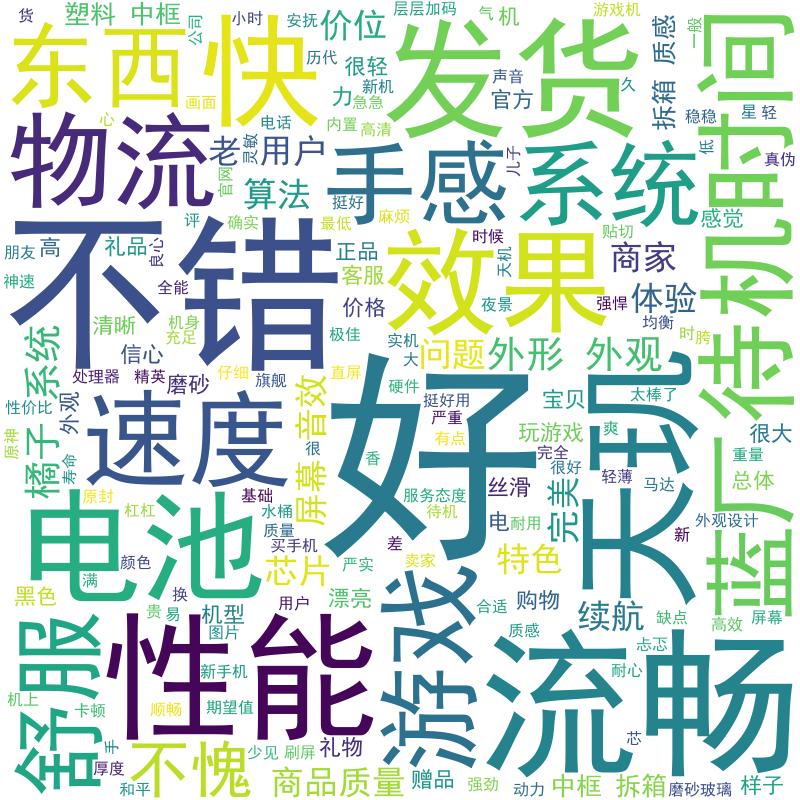 货
塑料 中框
公司
小时
安抚
价位
层层加码
气
机
游戏机
一般
东西
快
发货
历代
很轻
新机
声音
质感
拆箱
时间
画面
力
急急
官方
久
稳稳
星
轻
心
电话
内置
高清
物流
老
灵敏
用户
手感
儿子
系统
低
真伪
官网
算法
挺好
麻烦
感觉
评
确实
最低
贴切
不错
朋友
高
礼品
良心
正品
效果
时候
天机
商家
待机
神速
全能
客服
夜景
强悍
体验
清晰
机身
充足
价格
均衡
时
胯
系统
信心
极佳
实机
大
问题
外形
外观
处理器
精英
磨砂
仔细
旗舰
直屏
硬件
挺好用
宝贝
太棒了
性价比
外观
音效
好
严重
天玑
很大
原神
橘子
寿命
速度
很
有点
玩游戏
爽
重量
屏幕
香
完全
很好
轻薄
马达
总体
蓝厂
原封
基础
服务态度
丝滑
完美
杠杠
水桶
待机
电
耐用
新
外观设计
电池
质量
买手机
差
颜色
芯片
严实
卖家
特色
满
换
黑色
贵
易
机型
用户
漂亮
游戏
合适
购物
续航
缺点
高效
屏幕
图片
质感
忐忑
舒服
性能
流畅
新手机
耐心
机上
卡顿
顺畅
期望值
手
芯
不愧
少见
刷屏
礼物
厚度
和平
商品质量
赠品
强劲
动力
中框
拆箱
磨砂玻璃
样子